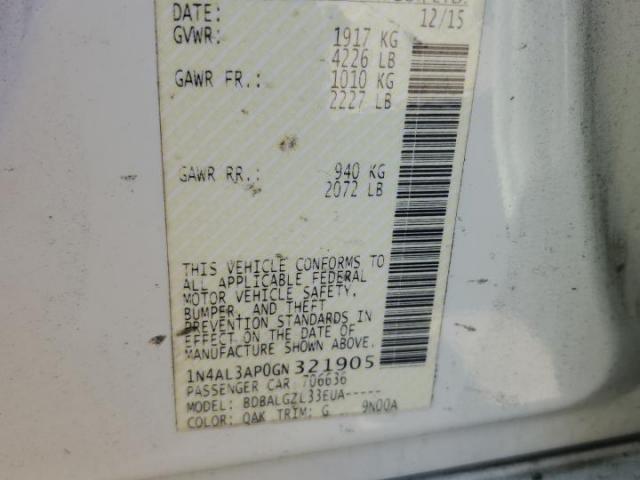 DATE: 12/15
GVWR: 1917 KG
4226 LB
GAWR FR.: 1010 KG
2227 LB
GAWR RR.: 940 KG
2072 LB
THIS VEHICLE CONFORMS TO
ALL APPLICABLE FEDERAL
MOTOR VEHICLE SAFETY,
BUMPER, AND THEFT
PREVENTION STANDARDS IN
EFFECT ON THE DATE OF
MANUFACTURE SHOWN ABOVE.
1N4AL3AP0GN321905
PASSENGER CAR 706636
MODEL: BDBALGZL33EUA-----
COLOR: QAK TRIM: G 9N00A